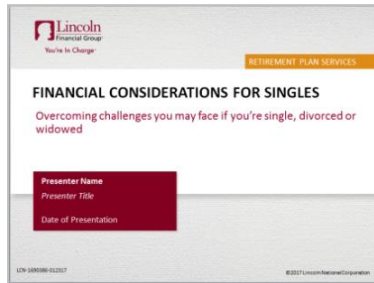 Lincoln
Financial Group®
You're In Charge®
RETIREMENT PLAN SERVICES
FINANCIAL CONSIDERATIONS FOR SINGLES
Overcoming challenges you may face if you're single, divorced or
widowed
Presenter Name
Presenter Title
Date of Presentation
©2017 Lincoln National Corporation